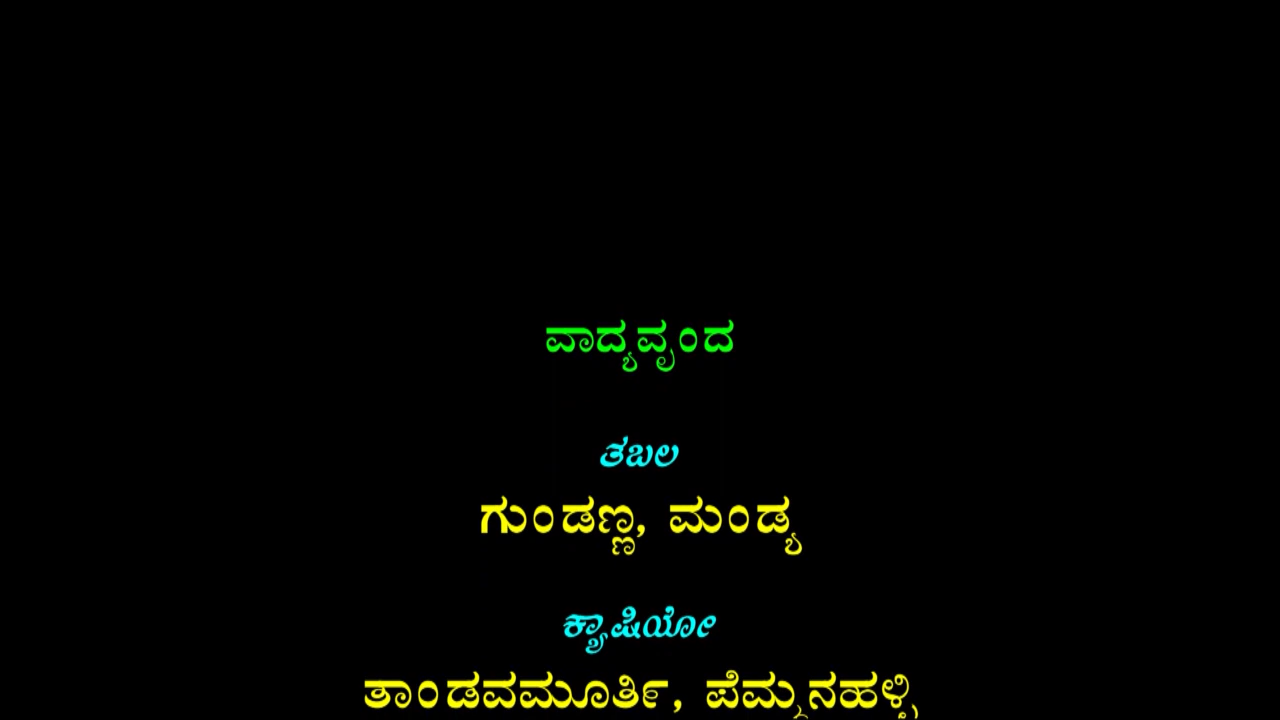 ವಾದ್ಯವೃಂದ
ತಬಲ
ಗುಂಡಣ್ಣ, ಮಂಡ್ಯ
ಕ್ಯಾಷಿಯೋ
ತಾಂಡವಮೂರ್ತಿ, ಪೆಮ್ಮನಹಳ್ಳಿ